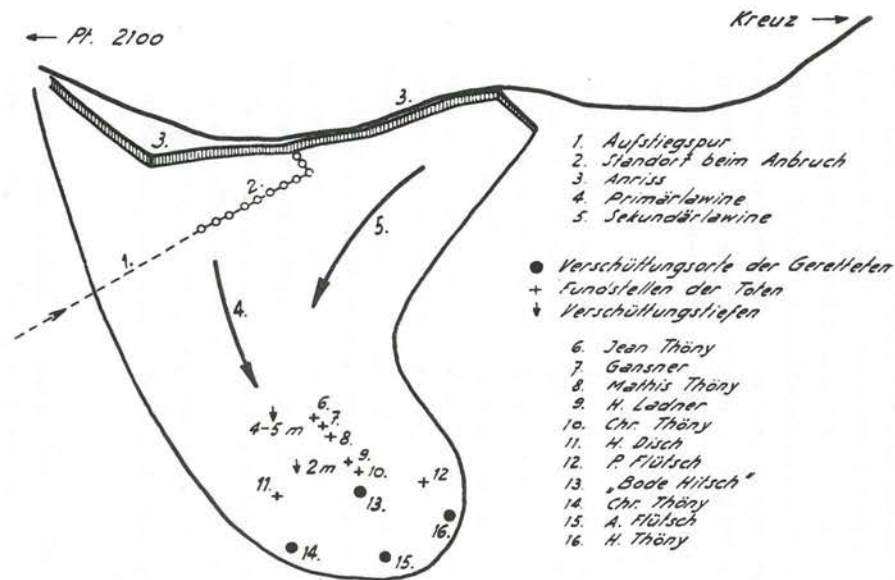 ← Pt. 2100
Kreuz →
3.
3.
2.
1.
5.
4.
1. Aufstiegspur
2. Standort beim Anbruch
3. Anriss
4. Primärlawine
5. Sekundärlawine
● Verschüttungsorte der Geretteten
+ Fundstellen der Toten
↓ Verschüttungstiefen
6. Jean Thöny
7. Gansner
8. Mathis Thöny
9. H. Ladner
10. Chr. Thöny
11. H. Disch
12. P. Flütsch
13. „Bode Hitsch"
14. Chr. Thöny
15. A. Flütsch
16. H. Thöny
6.
7.
4-5 m
8.
9.
2 m
10.
12
11.
13.
16.
14.
15.